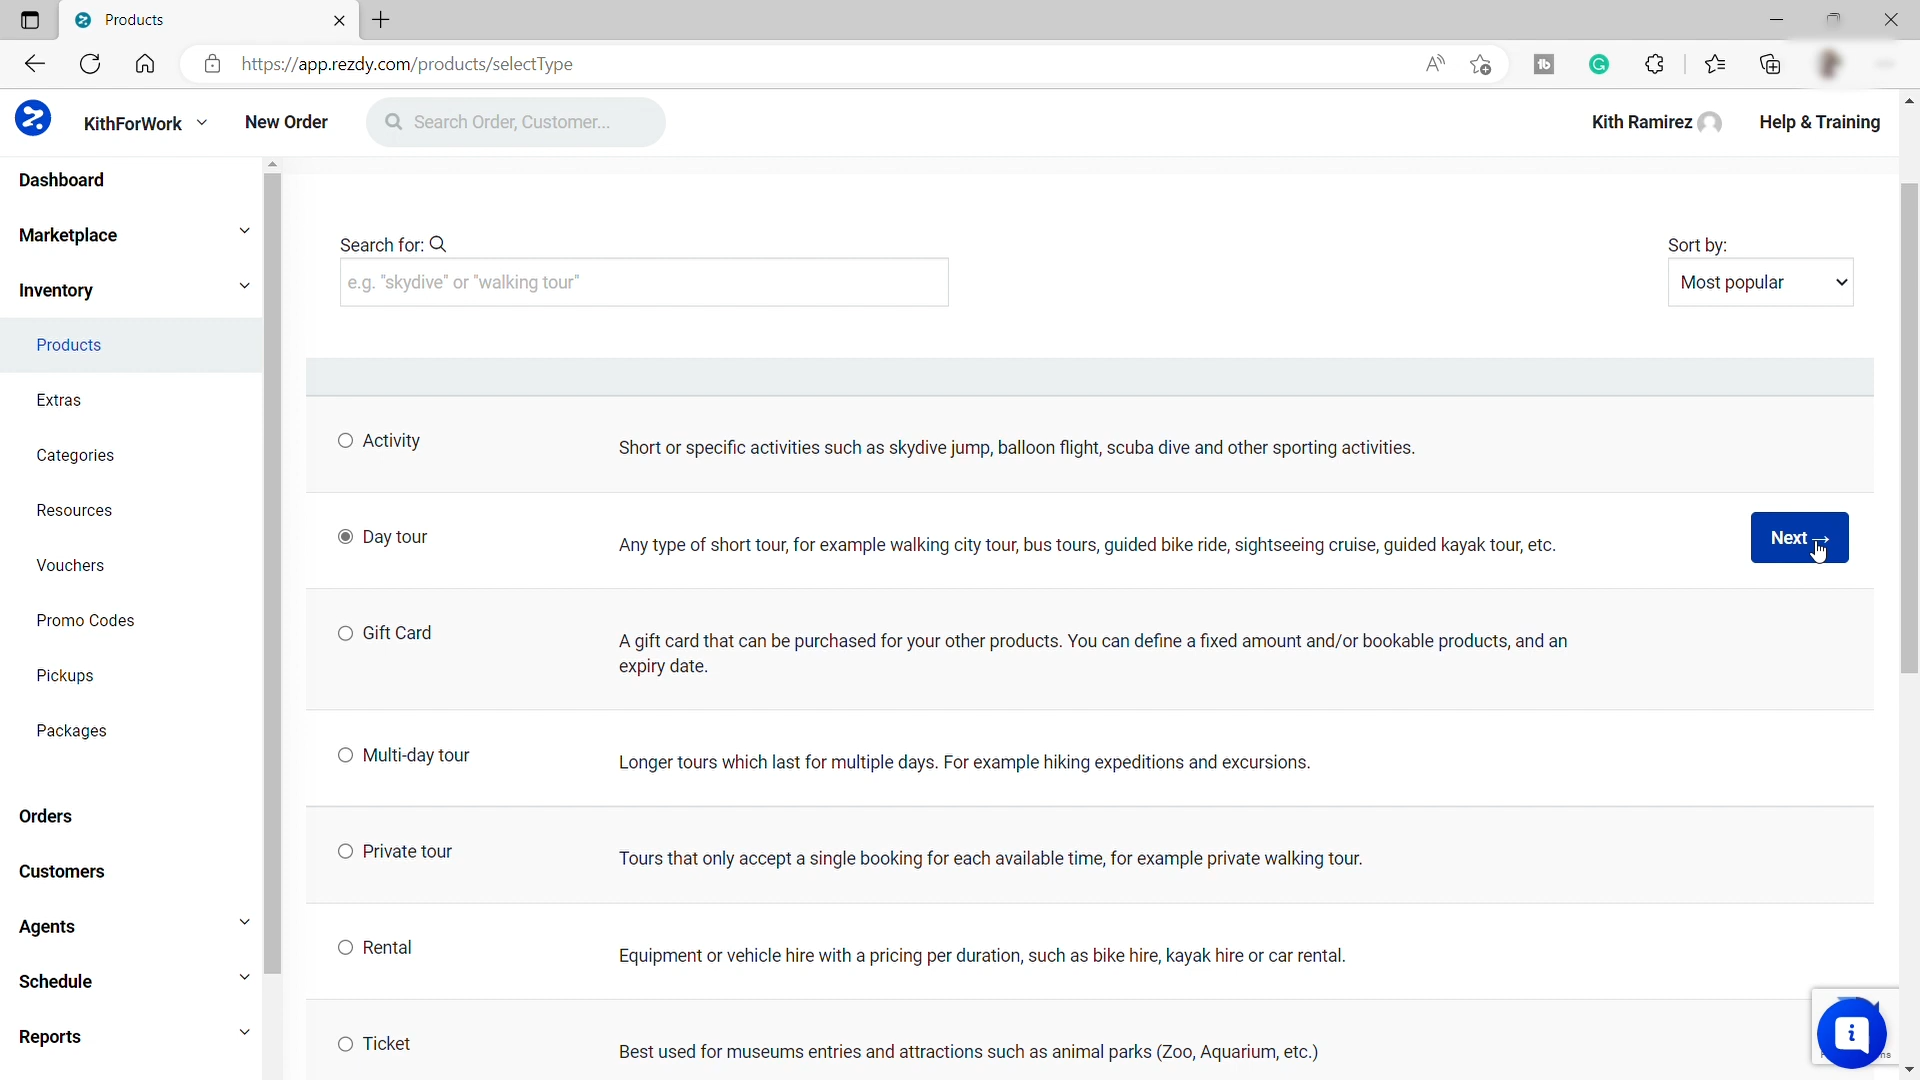 Products
https://app.rezdy.com/products/selectType
KithForWork
New Order
Search Order, Customer...
Kith Ramirez
Help & Training
Dashboard
Marketplace
Inventory
Products
Extras
Categories
Resources
Vouchers
Promo Codes
Pickups
Packages
Orders
Customers
Agents
Schedule
Reports
Search for:
e.g. "skydive" or "walking tour"
Sort by:
Most popular
Activity
Short or specific activities such as skydive jump, balloon flight, scuba dive and other sporting activities.
Day tour
Any type of short tour, for example walking city tour, bus tours, guided bike ride, sightseeing cruise, guided kayak tour, etc.
Next →
Gift Card
A gift card that can be purchased for your other products. You can define a fixed amount and/or bookable products, and an
expiry date.
Multi-day tour
Longer tours which last for multiple days. For example hiking expeditions and excursions.
Private tour
Tours that only accept a single booking for each available time, for example private walking tour.
Rental
Equipment or vehicle hire with a pricing per duration, such as bike hire, kayak hire or car rental.
Ticket
Best used for museums entries and attractions such as animal parks (Zoo, Aquarium, etc.)